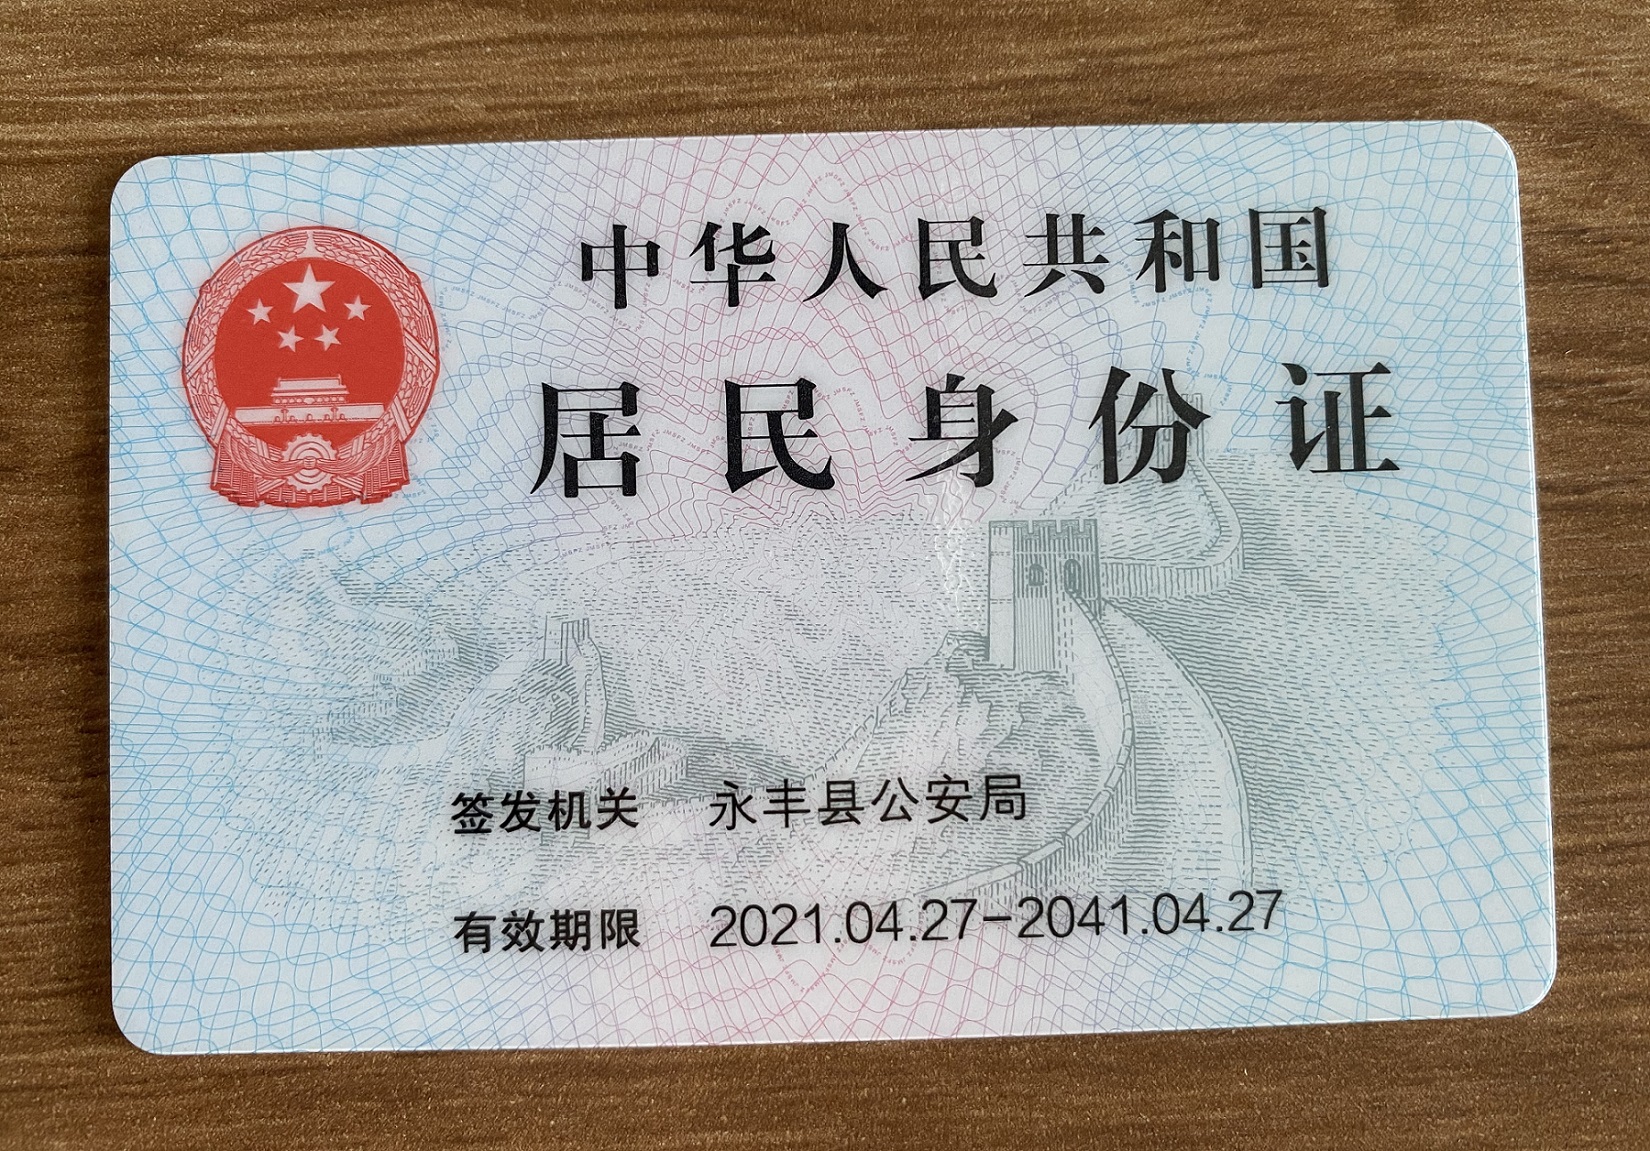 中华人民共和国
居民身份证
签发机关 永丰县公安局
有效期限 2021.04.27-2041.04.27